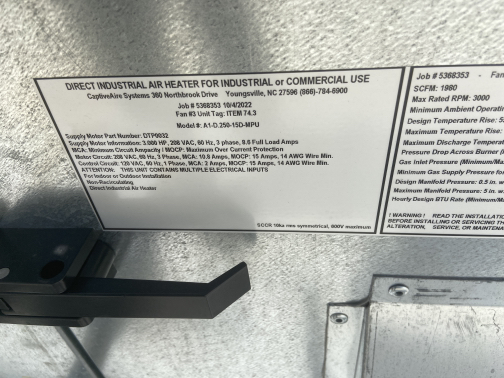 DIRECT INDUSTRIAL AIR HEATER FOR INDUSTRIAL or COMMERCIAL USE
CaptiveAire Systems 360 Northbrook Drive Youngsville, NC 27596 (866)-784-6900
Job # 5368353 10/4/2022
Fan #3 Unit Tag: ITEM 74.3
Model #: A1-D.250-15D-MPU
Supply Motor Part Number: DTP0032
Supply Motor Information: 3.000 HP, 208 VAC, 60 Hz, 3 phase, 8.6 Full Load Amps
MCA: Minimum Circuit Ampacity / MOCP: Maximum Over Current Protection
Motor Circuit: 208 VAC, 60 Hz, 3 Phase, MCA: 10.8 Amps, MOCP: 15 Amps, 14 AWG Wire Min.
Control Circuit: 120 VAC, 60 Hz, 1 Phase, MCA: 2 Amps, MOCP: 15 Amps, 14 AWG Wire Min.
ATTENTION: THIS UNIT CONTAINS MULTIPLE ELECTRICAL INPUTS
For Indoor or Outdoor Installation
Non-Recirculating
Direct Industrial Air Heater
SCCR 10ka rms symmetrical, 600V maximum
Job # 5368353 - Fan
SCFM: 1980
Max Rated RPM: 3000
Minimum Ambient Operating
Design Temperature Rise:
Maximum Temperature Rise:
Maximum Discharge Temperature
Pressure Drop Across Burner
Gas Inlet Pressure (Minimum/
Minimum Gas Supply Pressure for
Design Manifold Pressure: 0.5 in.
Maximum Manifold Pressure: 5 in.
Hourly Design BTU Rate (Minimum/
! WARNING! READ THE INSTALLATION
BEFORE INSTALLING OR SERVICING
ALTERATION, SERVICE, OR MAINTENANCE